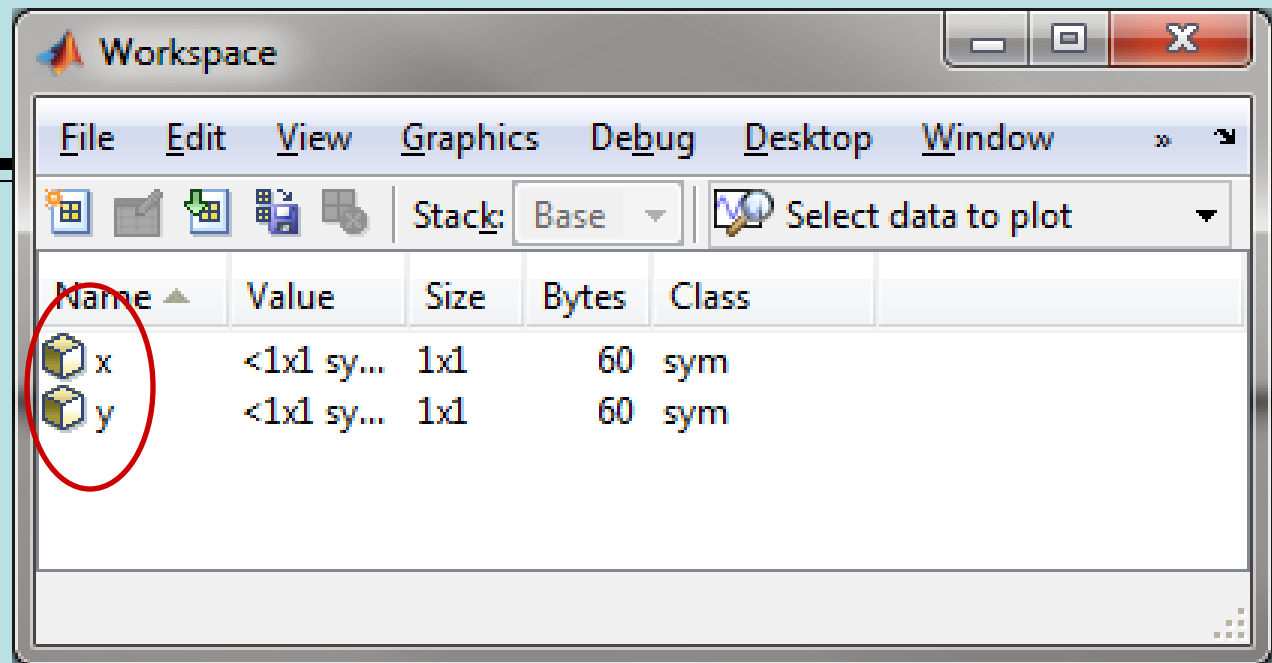 Workspace
File Edit View Graphics Debug Desktop Window »
Stack: Base Select data to plot
Name Value Size Bytes Class
x <1x1 sy... 1x1 60 sym
y <1x1 sy... 1x1 60 sym